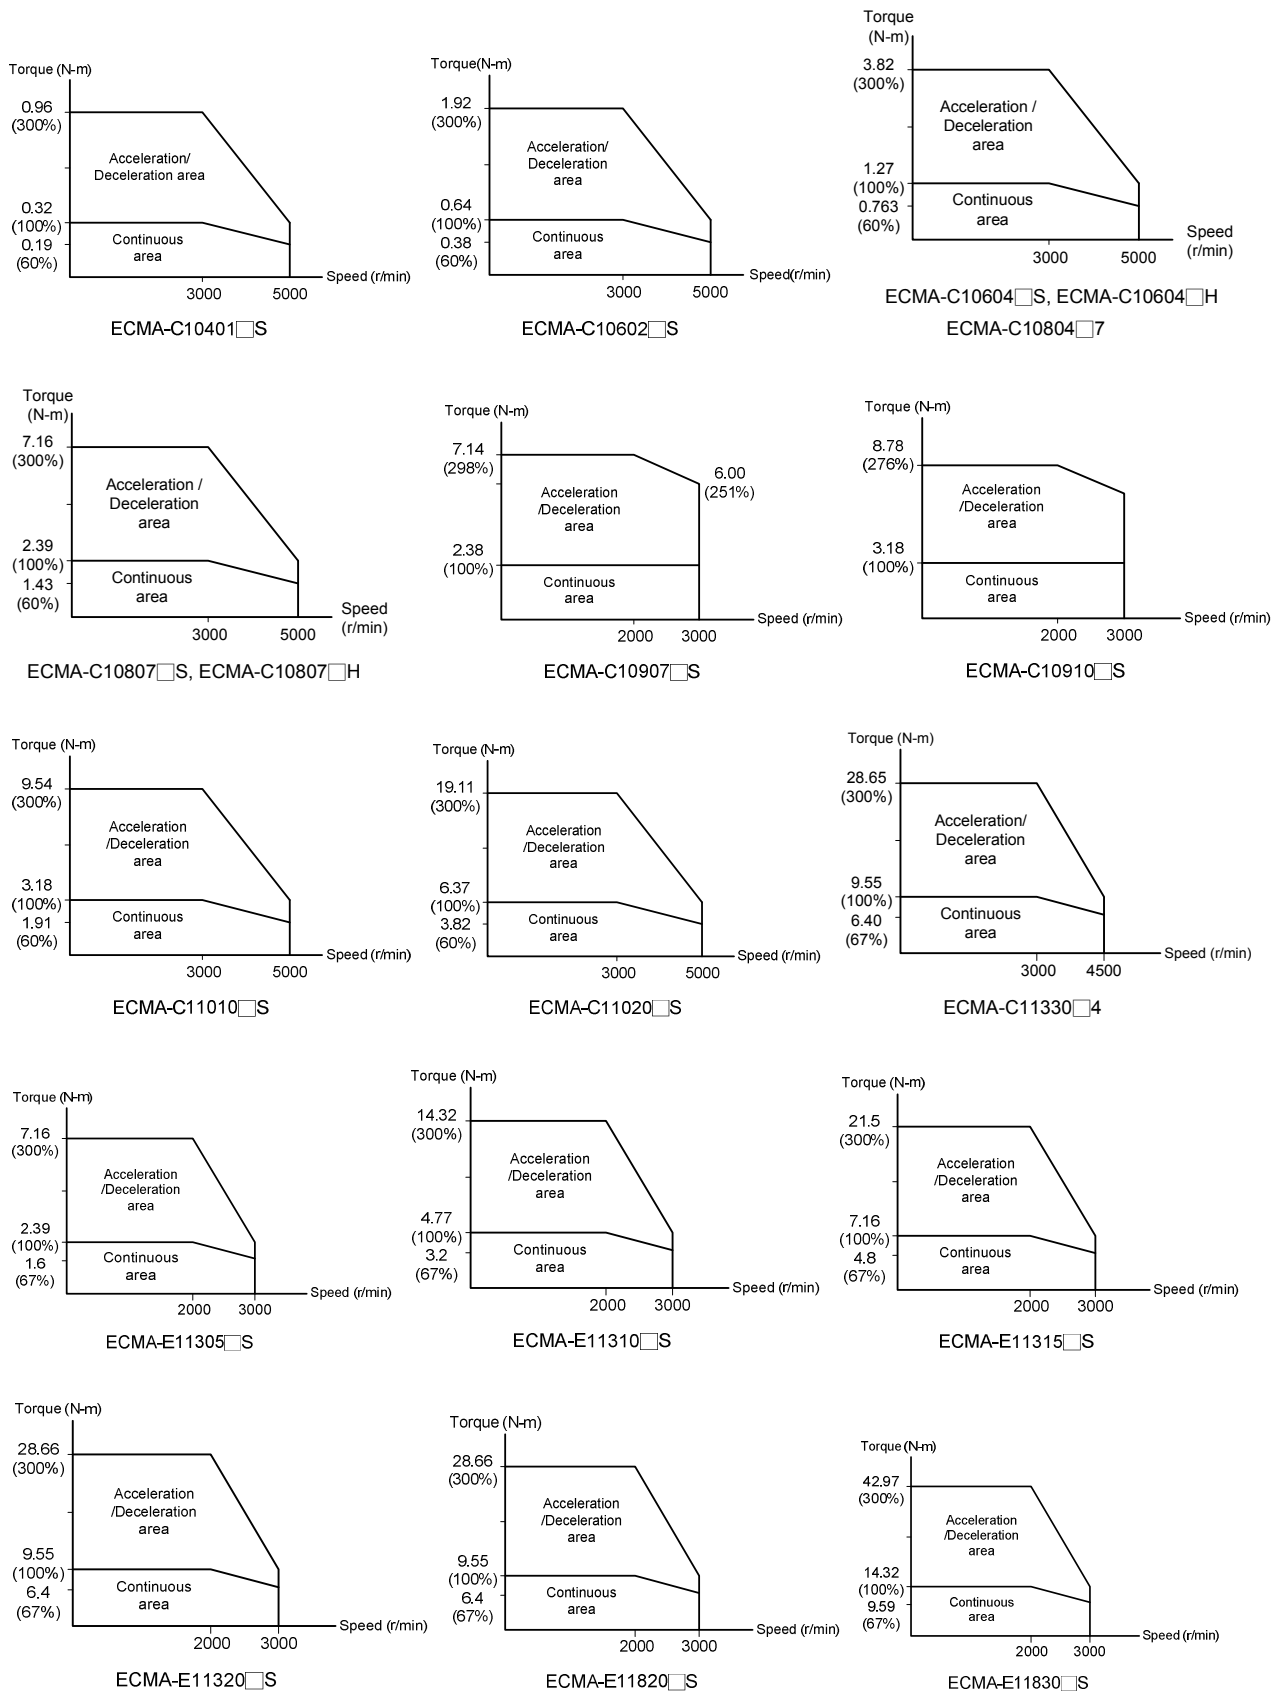 Torque (N-m)
0.96
(300%)
Acceleration/
Deceleration area
0.32
(100%)
0.19
(60%)
Continuous
area
Speed (r/min)
3000 5000
ECMA-C10401□S
Torque(N-m)
1.92
(300%)
Acceleration/
Deceleration
area
0.64
(100%)
0.38
(60%)
Continuous
area
Speed(r/min)
3000 5000
ECMA-C10602□S
Torque
(N-m)
3.82
(300%)
Acceleration /
Deceleration
area
1.27
(100%)
0.763
(60%)
Continuous
area
Speed
(r/min)
3000 5000
ECMA-C10604□S, ECMA-C10604□H
ECMA-C10804□7
Torque
(N-m)
7.16
(300%)
Acceleration /
Deceleration
area
2.39
(100%)
1.43
(60%)
Continuous
area
Speed
(r/min)
3000 5000
ECMA-C10807□S, ECMA-C10807□H
Torque (N-m)
7.14
(298%)
6.00
(251%)
Acceleration
/Deceleration
area
2.38
(100%)
Continuous
area
Speed (r/min)
2000 3000
ECMA-C10907□S
Torque (N-m)
8.78
(276%)
Acceleration
/Deceleration
area
3.18
(100%)
Continuous
area
Speed (r/min)
2000 3000
ECMA-C10910□S
Torque (N-m)
9.54
(300%)
Acceleration
/Deceleration
area
3.18
(100%)
1.91
(60%)
Continuous
area
Speed (r/min)
3000 5000
ECMA-C11010□S
Torque (N-m)
19.11
(300%)
Acceleration
/Deceleration
area
6.37
(100%)
3.82
(60%)
Continuous
area
Speed (r/min)
3000 5000
ECMA-C11020□S
Torque (N-m)
28.65
(300%)
Acceleration/
Deceleration
area
9.55
(100%)
6.40
(67%)
Continuous
area
Speed (r/min)
3000 4500
ECMA-C11330□4
Torque (N-m)
7.16
(300%)
Acceleration
/Deceleration
area
2.39
(100%)
1.6
(67%)
Continuous
area
Speed (r/min)
2000 3000
ECMA-E11305□S
Torque (N-m)
14.32
(300%)
Acceleration
/Deceleration
area
4.77
(100%)
3.2
(67%)
Continuous
area
Speed (r/min)
2000 3000
ECMA-E11310□S
Torque (N-m)
21.5
(300%)
Acceleration
/Deceleration
area
7.16
(100%)
4.8
(67%)
Continuous
area
Speed (r/min)
2000 3000
ECMA-E11315□S
Torque (N-m)
28.66
(300%)
Acceleration
/Deceleration
area
9.55
(100%)
6.4
(67%)
Continuous
area
Speed (r/min)
2000 3000
ECMA-E11320□S
Torque (N-m)
28.66
(300%)
Acceleration
/Deceleration
area
9.55
(100%)
6.4
(67%)
Continuous
area
Speed (r/min)
2000 3000
ECMA-E11820□S
Torque (N-m)
42.97
(300%)
Acceleration
/Deceleration
area
14.32
(100%)
9.59
(67%)
Continuous
area
Speed (r/min)
2000 3000
ECMA-E11830□S